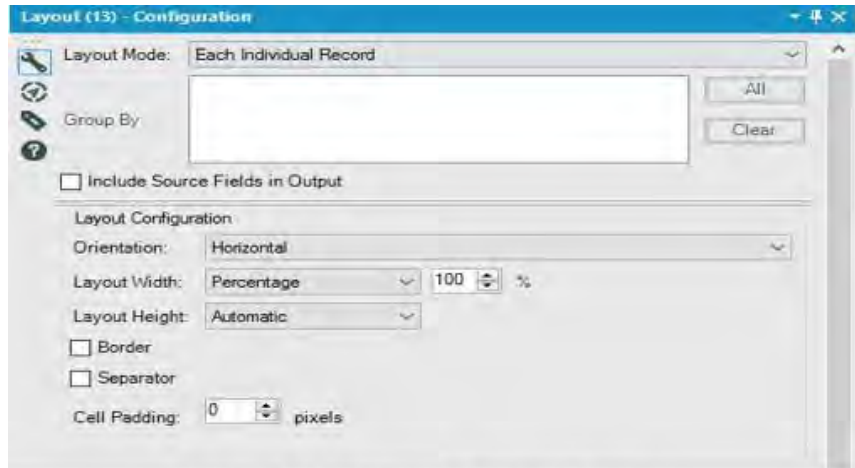 Layout (13) - Configuration
Layout Mode: Each Individual Record
All
Group By
Clear
Include Source Fields in Output
Layout Configuration
Orientation: Horizontal
Layout Width: Percentage 100 %
Layout Height: Automatic
Border
Separator
Cell Padding: 0 pixels